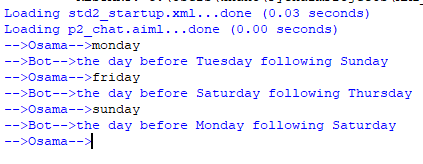 Loading std2_startup.xml...done (0.03 seconds)
Loading p2_chat.aiml...done (0.00 seconds)
-->Osama-->monday
-->Bot-->the day before Tuesday following Sunday
-->Osama-->friday
-->Bot-->the day before Saturday following Thursday
-->Osama-->sunday
-->Bot-->the day before Monday following Saturday
-->Osama-->